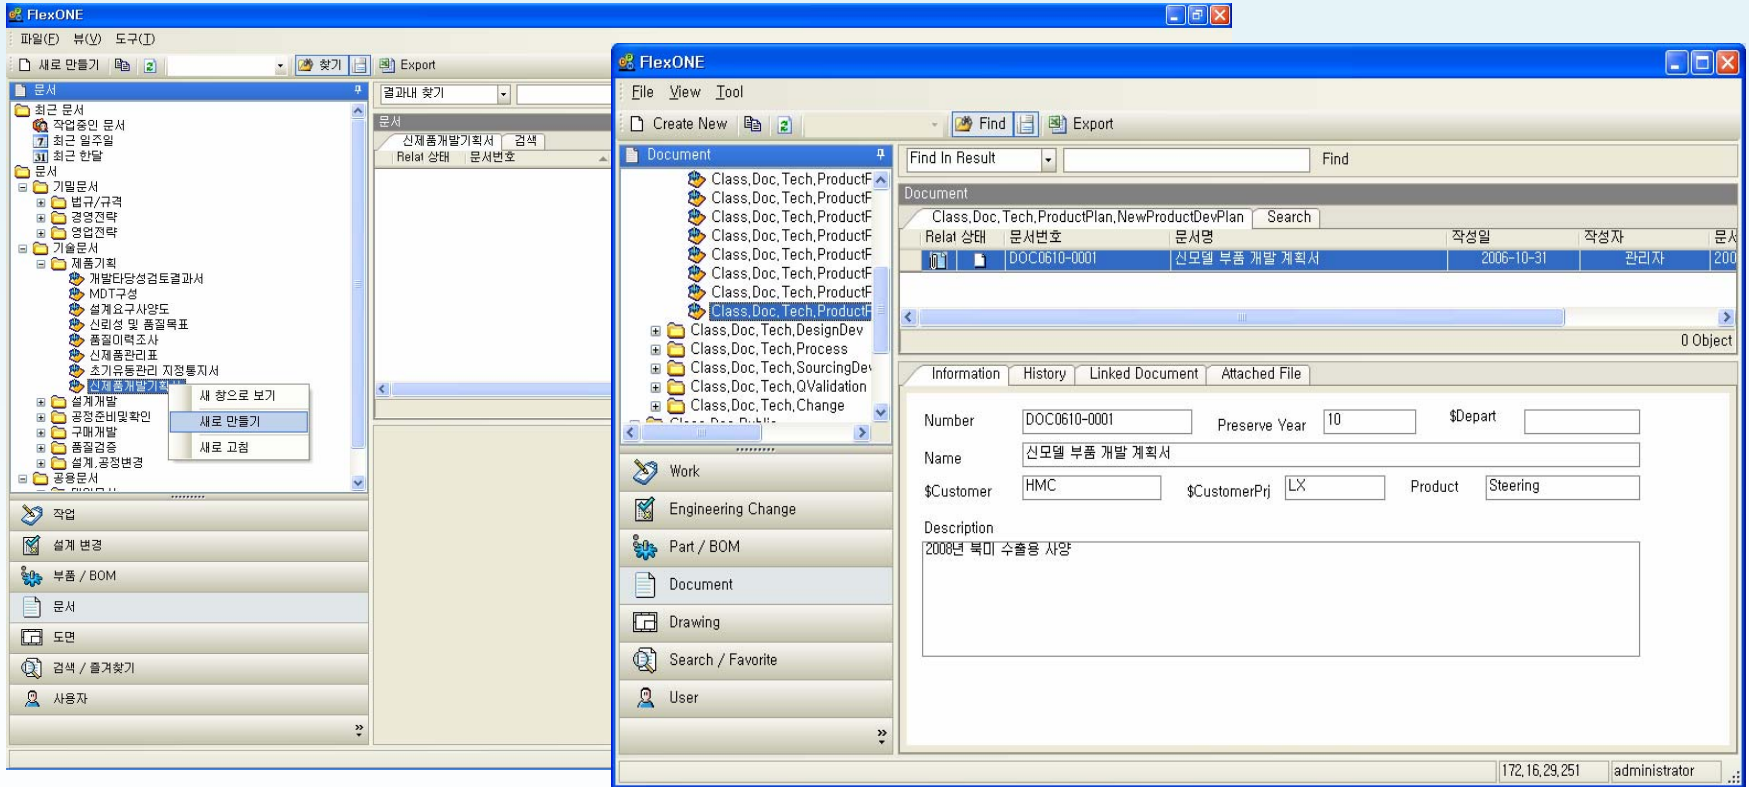 FlexONE
파일(F) 뷰(V) 도구(T)
새로 만들기 찾기 Export
문서
최근 문서
작업중인 문서
7 최근 일주일
31 최근 한달
문서
기밀문서
법규/규격
경영전략
영업전략
기술문서
제품기획
개발타당성검토결과서
MDT구성
설계요구사양도
신뢰성 및 품질목표
품질이력조사
신제품관리표
초기유동관리 지정통지서
신제품개발기획서
설계개발
공정준비및확인
구매개발
품질검증
설계,공정변경
공용문서
새 창으로 보기
새로 만들기
새로 고침
작업
설계 변경
부품 / BOM
문서
도면
검색 / 즐겨찾기
사용자
결과내 찾기
문서
신제품개발기획서 검색
Relat 상태 문서번호
FlexONE
File View Tool
Create New Find Export
Document
Class,Doc,Tech,ProductF
Class,Doc,Tech,ProductF
Class,Doc,Tech,ProductF
Class,Doc,Tech,ProductF
Class,Doc,Tech,ProductF
Class,Doc,Tech,ProductF
Class,Doc,Tech,ProductF
Class,Doc,Tech,ProductF
Class,Doc,Tech,DesignDev
Class,Doc,Tech,Process
Class,Doc,Tech,SourcingDev
Class,Doc,Tech,QValidation
Class,Doc,Tech,Change
Class,Doc,Public
Work
Engineering Change
Part / BOM
Document
Drawing
Search / Favorite
User
Find In Result Find
Document
Class,Doc,Tech,ProductPlan,NewProductDevPlan Search
Relat 상태 문서번호 문서명 작성일 작성자 문서
DOC0610-0001 신모델 부품 개발 계획서 2006-10-31 관리자 200
0 Object
Information History Linked Document Attached File
Number DOC0610-0001 Preserve Year 10 $Depart
Name 신모델 부품 개발 계획서
$Customer HMC $CustomerPrj LX Product Steering
Description
2008년 북미 수출용 사양
172,16,29,251 administrator